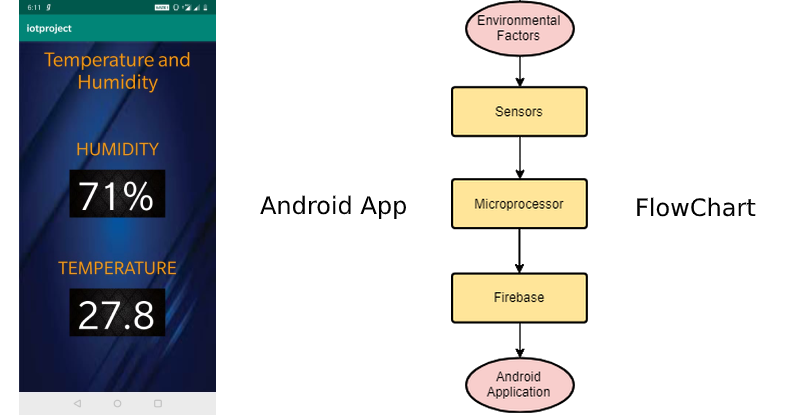 6:11
iotproject
Temperature and
Humidity
HUMIDITY
71%
TEMPERATURE
27.8
Android App
Environmental
Factors
Sensors
Microprocessor
Firebase
Android
Application
FlowChart